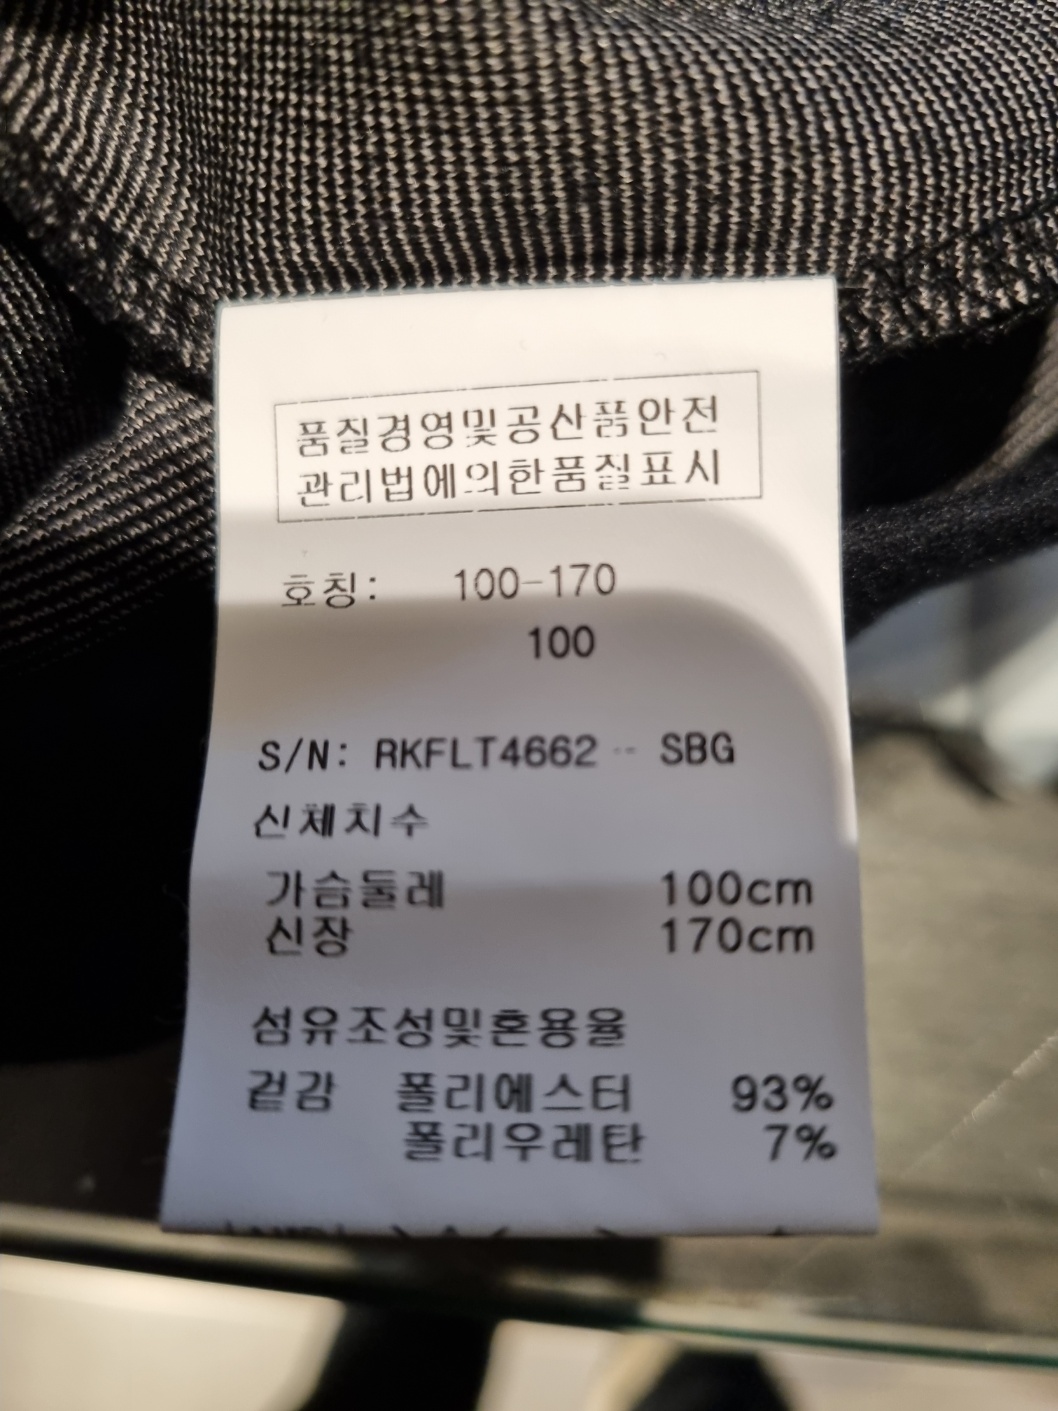 품질경영및공산품안전
관리법에의한품질표시
호칭: 100-170
100
S/N: RKFLT4662 -- SBG
신체치수
가슴둘레 100cm
신장 170cm
섬유조성및혼용율
겉감 폴리에스터 93%
폴리우레탄 7%